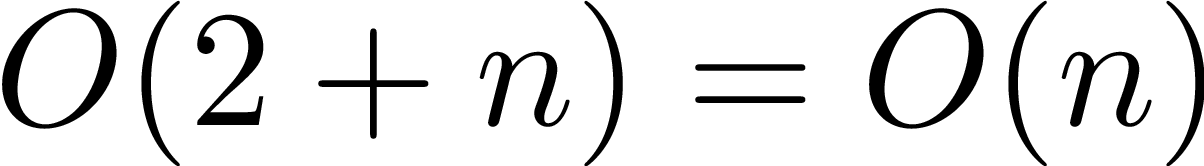 O(2 + n) = O(n)